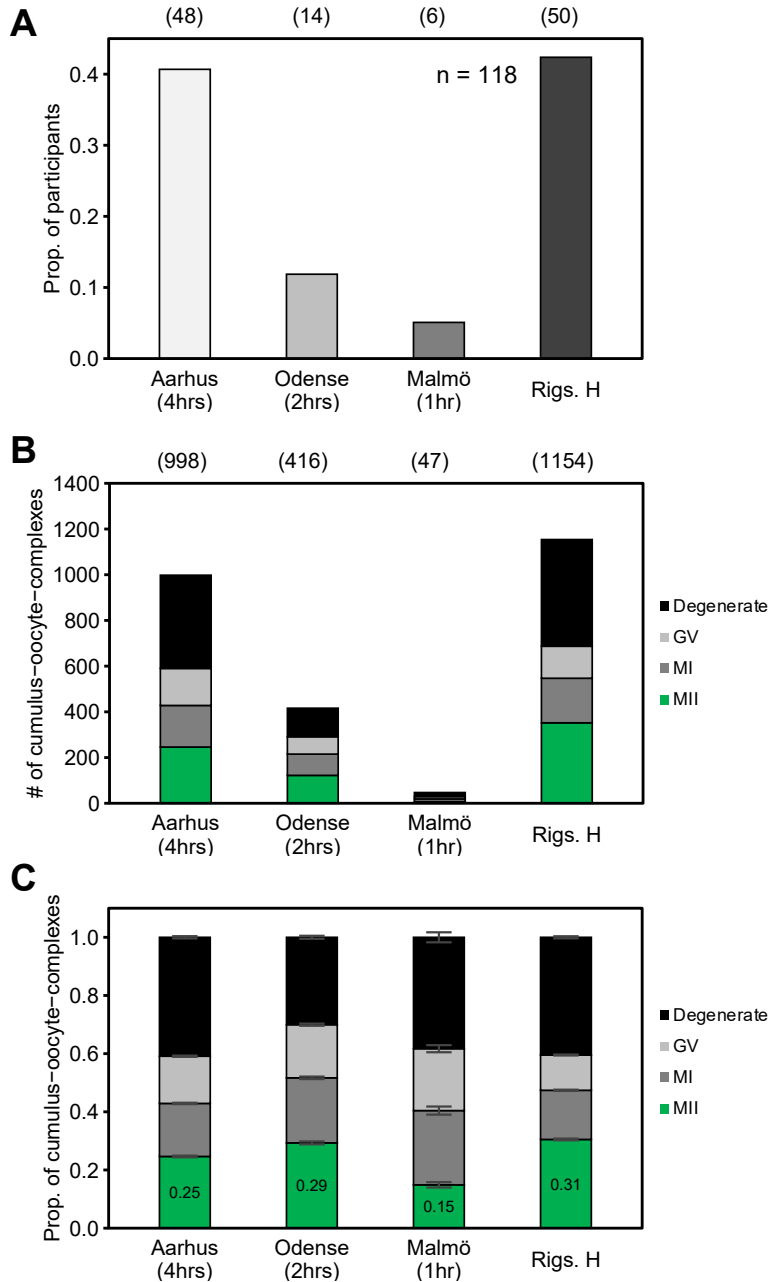 A
(48) (14) (6) (50)
n = 118
Prop. of participants
0.4
0.3
0.2
0.1
0.0
Aarhus Odense Malmö Rigs. H
(4hrs) (2hrs) (1hr)
B
(998) (416) (47) (1154)
# of cumulus−oocyte−complexes
1400
1200
1000
800
600
400
200
0
Degenerate
GV
MI
MII
Aarhus Odense Malmö Rigs. H
(4hrs) (2hrs) (1hr)
C
Prop. of cumulus−oocyte−complexes
1.0
0.8
0.6
0.4
0.2
0.0
0.25 0.29 0.15 0.31
Degenerate
GV
MI
MII
Aarhus Odense Malmö Rigs. H
(4hrs) (2hrs) (1hr)